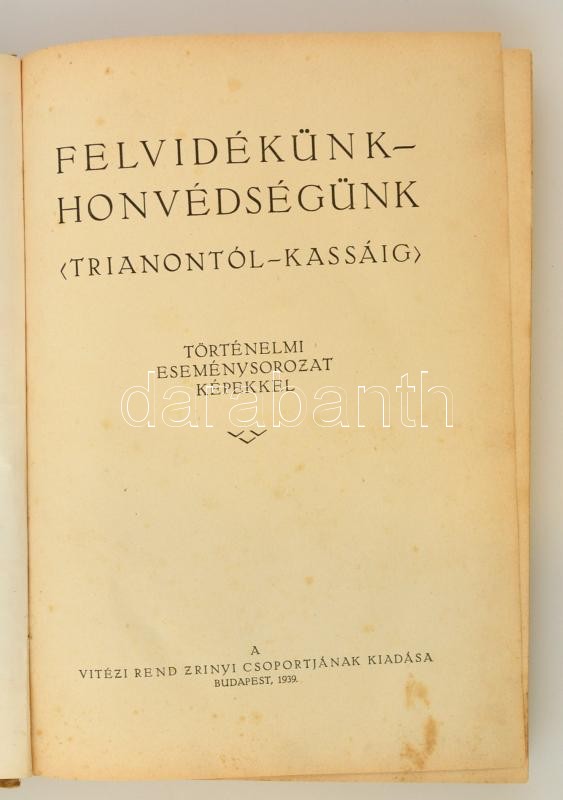 FELVIDÉKÜNK–
HONVÉDSÉGÜNK
〈TRIANONTÓL–KASSÁIG〉
TÖRTÉNELMI
ESEMÉNYSOROZAT
KÉPEKKEL
darabanth
A
VITÉZI REND ZRINYI CSOPORTJÁNAK KIADÁSA
BUDAPEST, 1939.